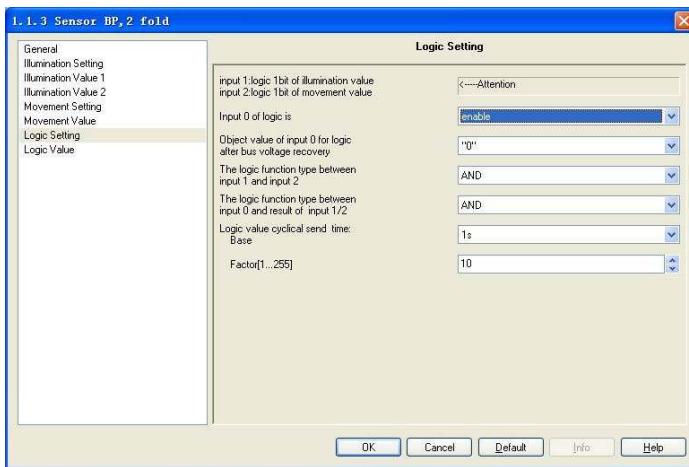 1.1.3 Sensor BP,2 fold
General
Illumination Setting
Illumination Value 1
Illumination Value 2
Movement Setting
Movement Value
Logic Setting
Logic Value
Logic Setting
input 1:logic 1bit of illumination value
input 2:logic 1bit of movement value
<----Attention
Input 0 of logic is
enable
Object value of input 0 for logic
after bus voltage recovery
"0"
The logic function type between
input 1 and input 2
AND
The logic function type between
input 0 and result of input 1/2
AND
Logic value cyclical send time:
Base
1s
Factor[1...255]
10
OK
Cancel
Default
Info
Help